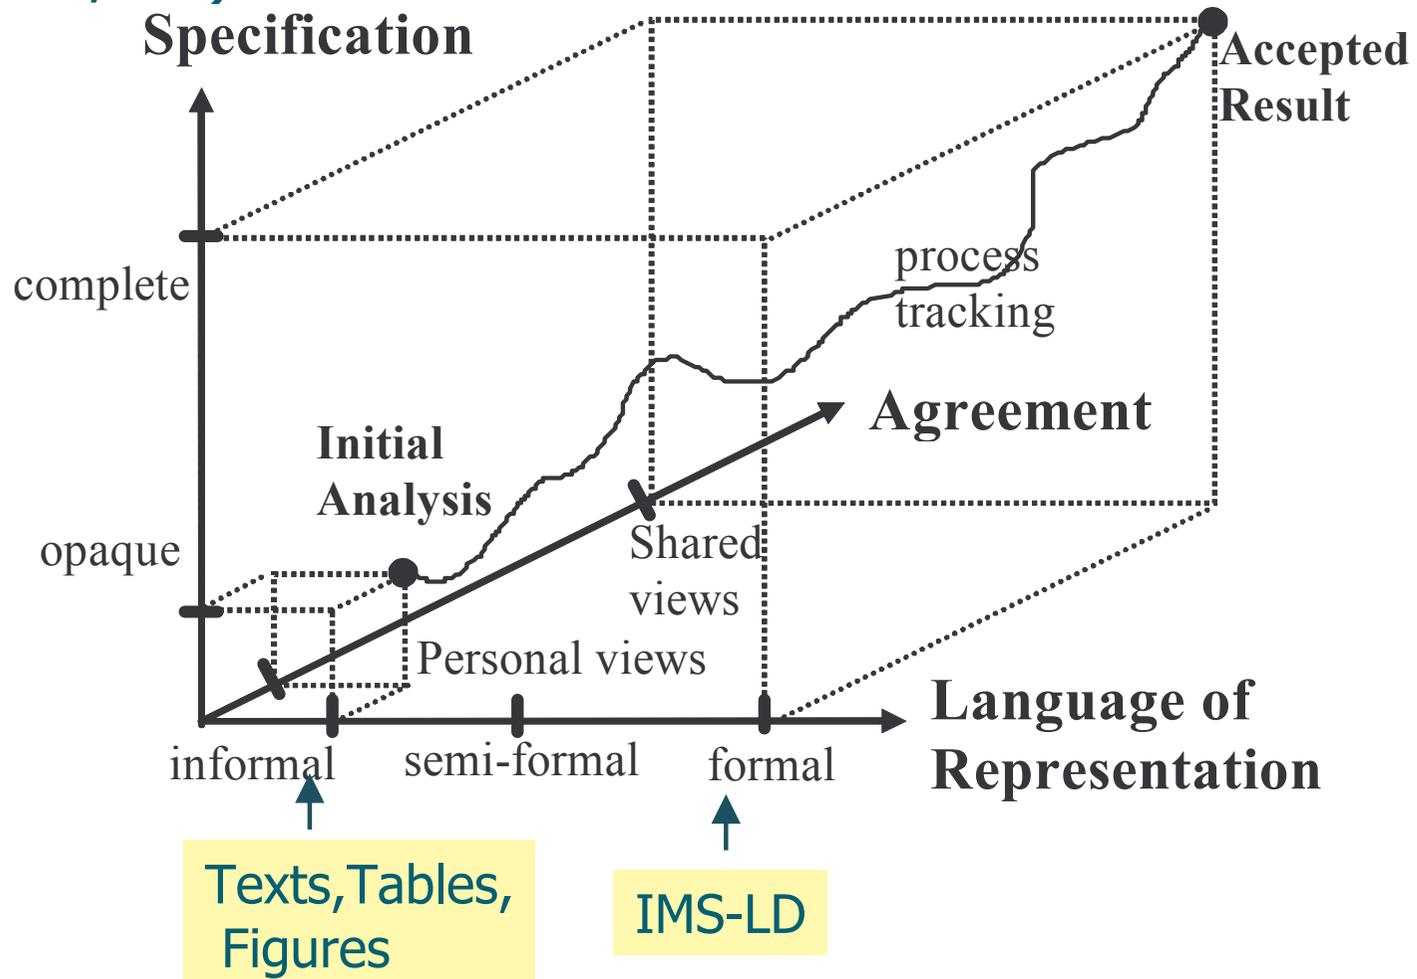 Specification
Accepted
Result
complete
process
tracking
Agreement
Initial
Analysis
opaque
Shared
views
Personal views
informal
semi-formal
formal
Language of
Representation
Texts,Tables,
Figures
IMS-LD